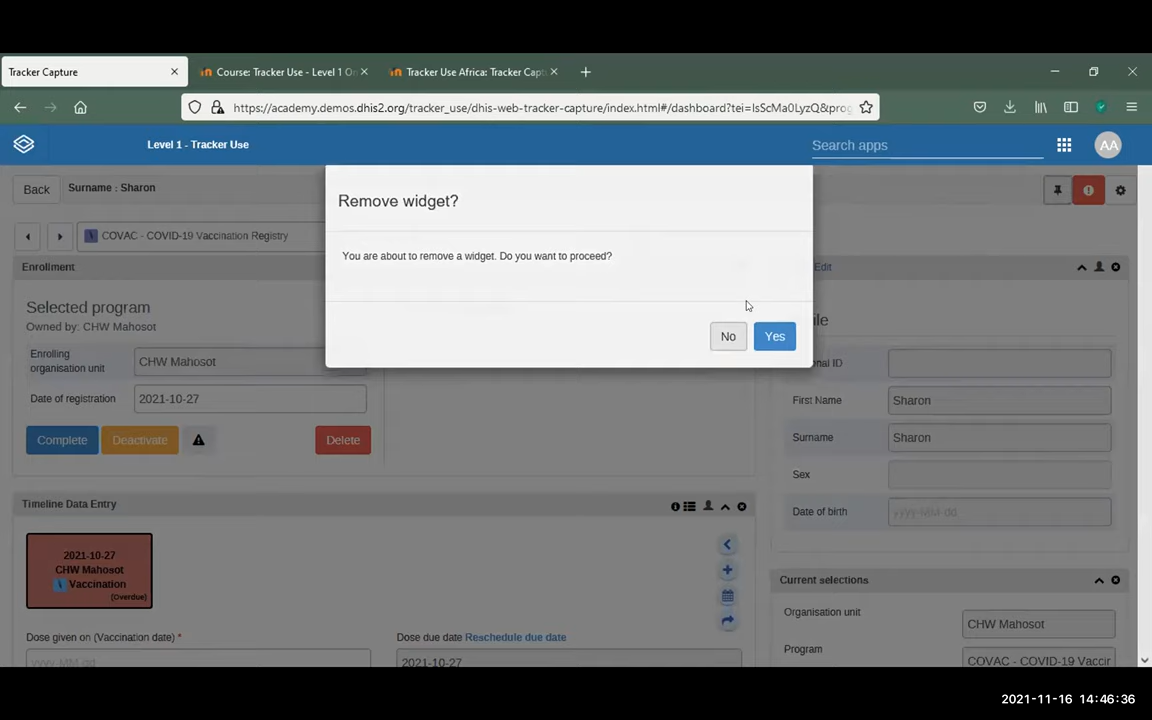 Tracker Capture
Course: Tracker Use - Level 1 On
Tracker Use Africa: Tracker Capt
https://academy.demos.dhis2.org/tracker_use/dhis-web-tracker-capture/index.html#/dashboard?tei=IsScMa0LyzQ&prog
Level 1 - Tracker Use
Search apps
AA
Back
Surname : Sharon
COVAC - COVID-19 Vaccination Registry
Remove widget?
You are about to remove a widget. Do you want to proceed?
No
Yes
Enrollment
Selected program
Owned by: CHW Mahosot
Enrolling
organisation unit
CHW Mahosot
Date of registration
2021-10-27
Complete
Deactivate
Delete
Edit
ile
onal ID
First Name
Sharon
Surname
Sharon
Sex
Date of birth
yyyy-MM-dd
Timeline Data Entry
2021-10-27
CHW Mahosot
Vaccination
(Overdue)
Dose given on (Vaccination date) *
yyyy-MM-dd
Dose due date Reschedule due date
2021-10-27
Current selections
Organisation unit
CHW Mahosot
Program
COVAC - COVID-19 Vaccin
2021-11-16 14:46:36